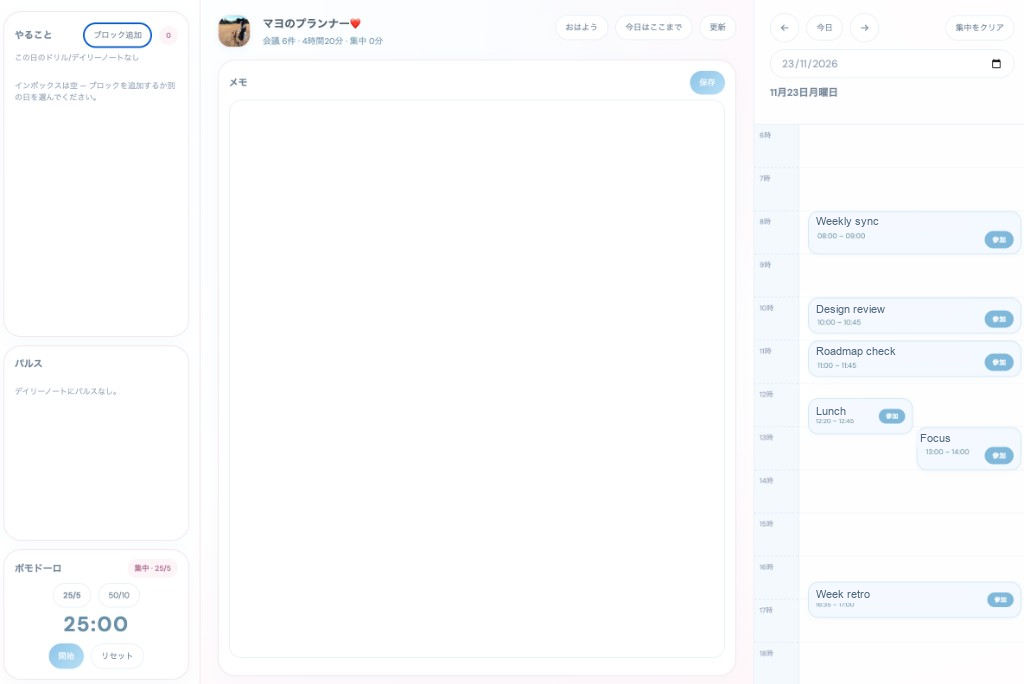 やること
ブロック追加
0
この日のドリル/デイリーノートなし
インボックスは空 — ブロックを追加するか別
の日を選んでください。
パルス
デイリーノートにパルスなし。
ポモドーロ
集中 · 25/5
25/5
50/10
25:00
開始
リセット
マヨのプランナー❤️
会議 6件 · 4時間20分 · 集中 0分
おはよう
今日はここまで
更新
メモ
保存
←
今日
→
集中をクリア
23/11/2026
11月23日月曜日
6時
7時
8時
Weekly sync
08:00 – 09:00
参加
9時
10時
Design review
10:00 – 10:45
参加
11時
Roadmap check
11:00 – 11:45
参加
12時
Lunch
12:20 – 12:45
参加
13時
Focus
13:00 – 14:00
参加
14時
15時
16時
Week retro
16:35 – 17:00
参加
17時
18時